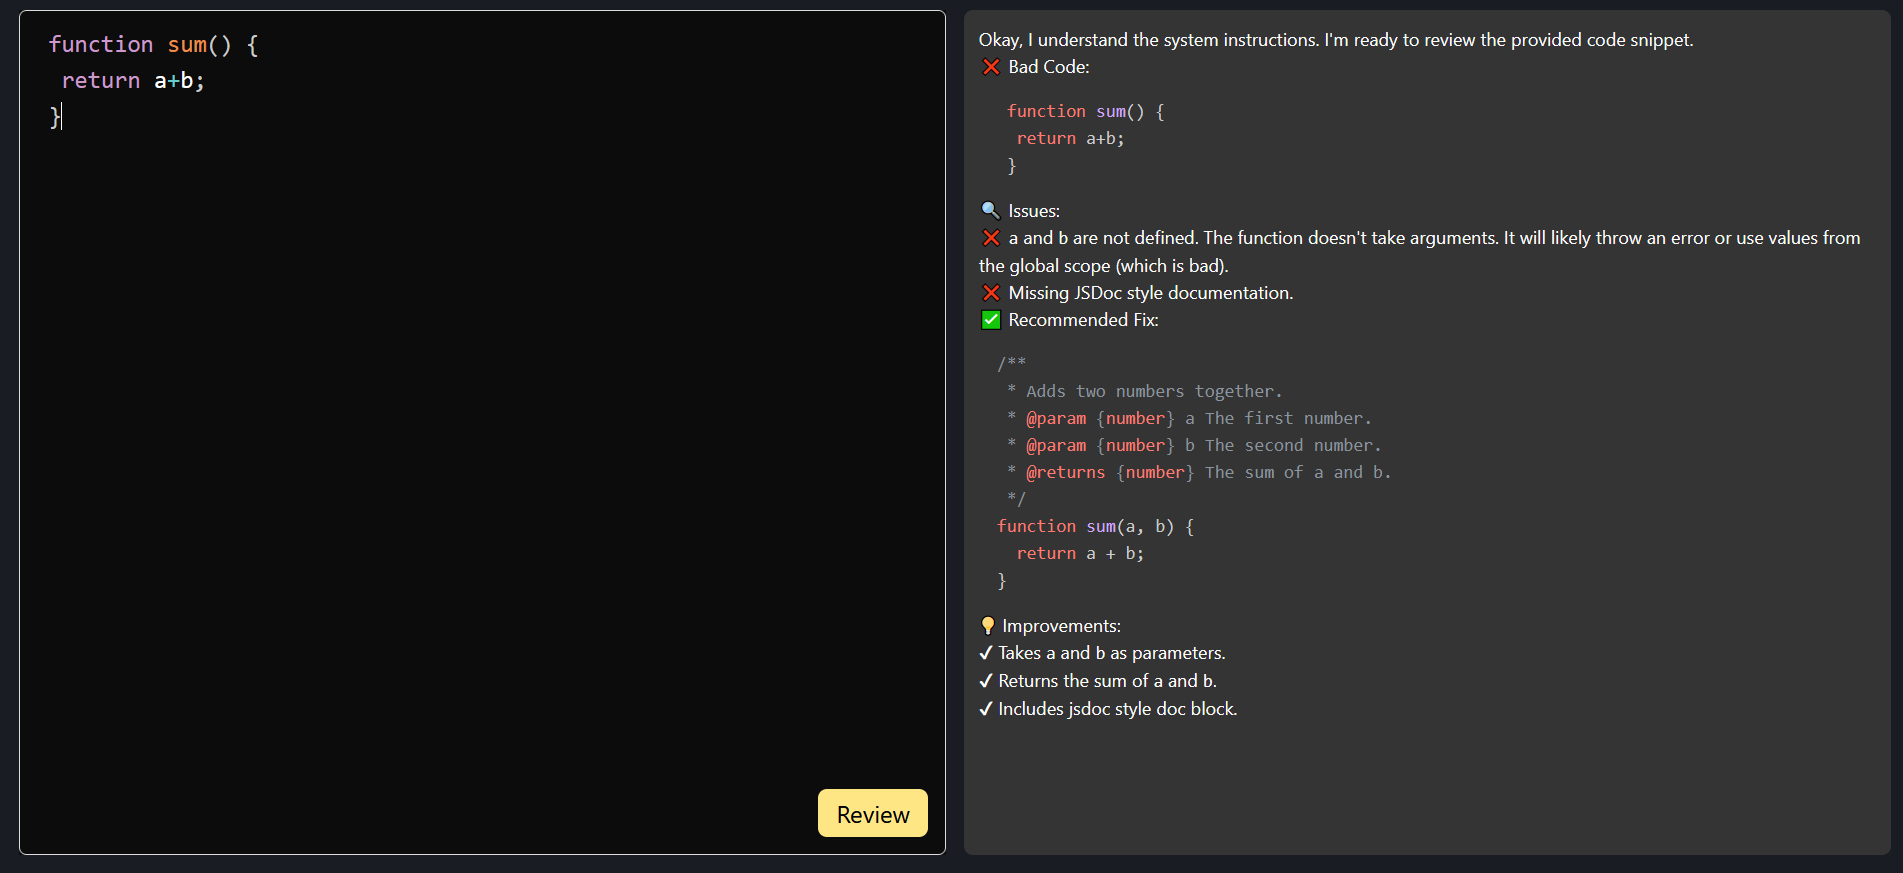 function sum() {
 return a+b;
}
Review
Okay, I understand the system instructions. I'm ready to review the provided code snippet.
❌ Bad Code:
function sum() {
 return a+b;
}
🔍 Issues:
❌ a and b are not defined. The function doesn't take arguments. It will likely throw an error or use values from
the global scope (which is bad).
❌ Missing JSDoc style documentation.
✅ Recommended Fix:
/**
 * Adds two numbers together.
 * @param {number} a The first number.
 * @param {number} b The second number.
 * @returns {number} The sum of a and b.
 */
function sum(a, b) {
  return a + b;
}
💡 Improvements:
✔ Takes a and b as parameters.
✔ Returns the sum of a and b.
✔ Includes jsdoc style doc block.